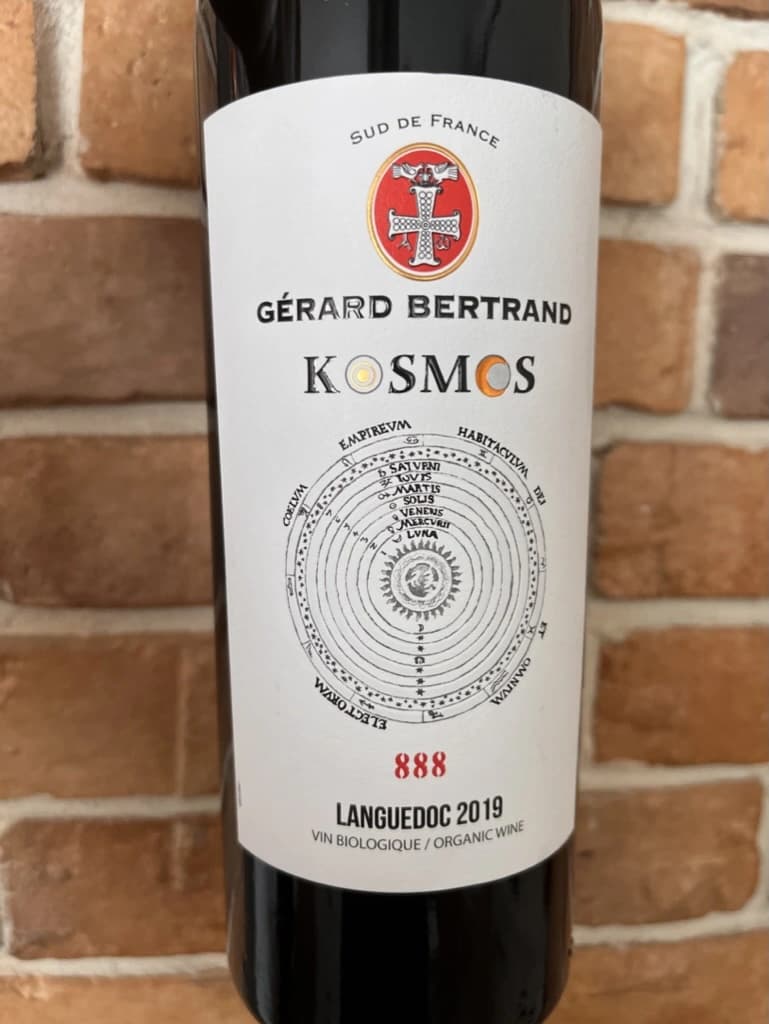 SUD DE FRANCE
GÉRARD BERTRAND
KOSMOS
COELVM EMPIREVM HABITACVLVM DEI ET OMNIVM ELECTORVM
SATVRNI
IOVIS
MARTIS
SOLIS
VENERIS
MERCVRII
LVNA
888
LANGUEDOC 2019
VIN BIOLOGIQUE / ORGANIC WINE